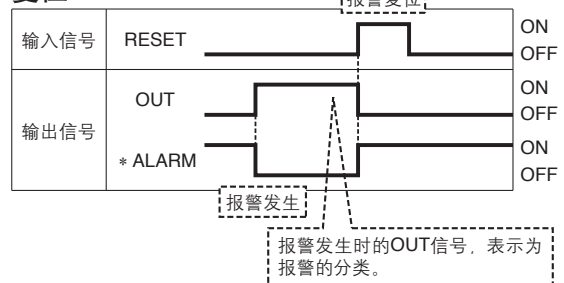 报警复位
输入信号 RESET ON
OFF
输出信号
OUT ON
OFF
* ALARM ON
OFF
报警发生
报警发生时的OUT信号，表示为
报警的分类。